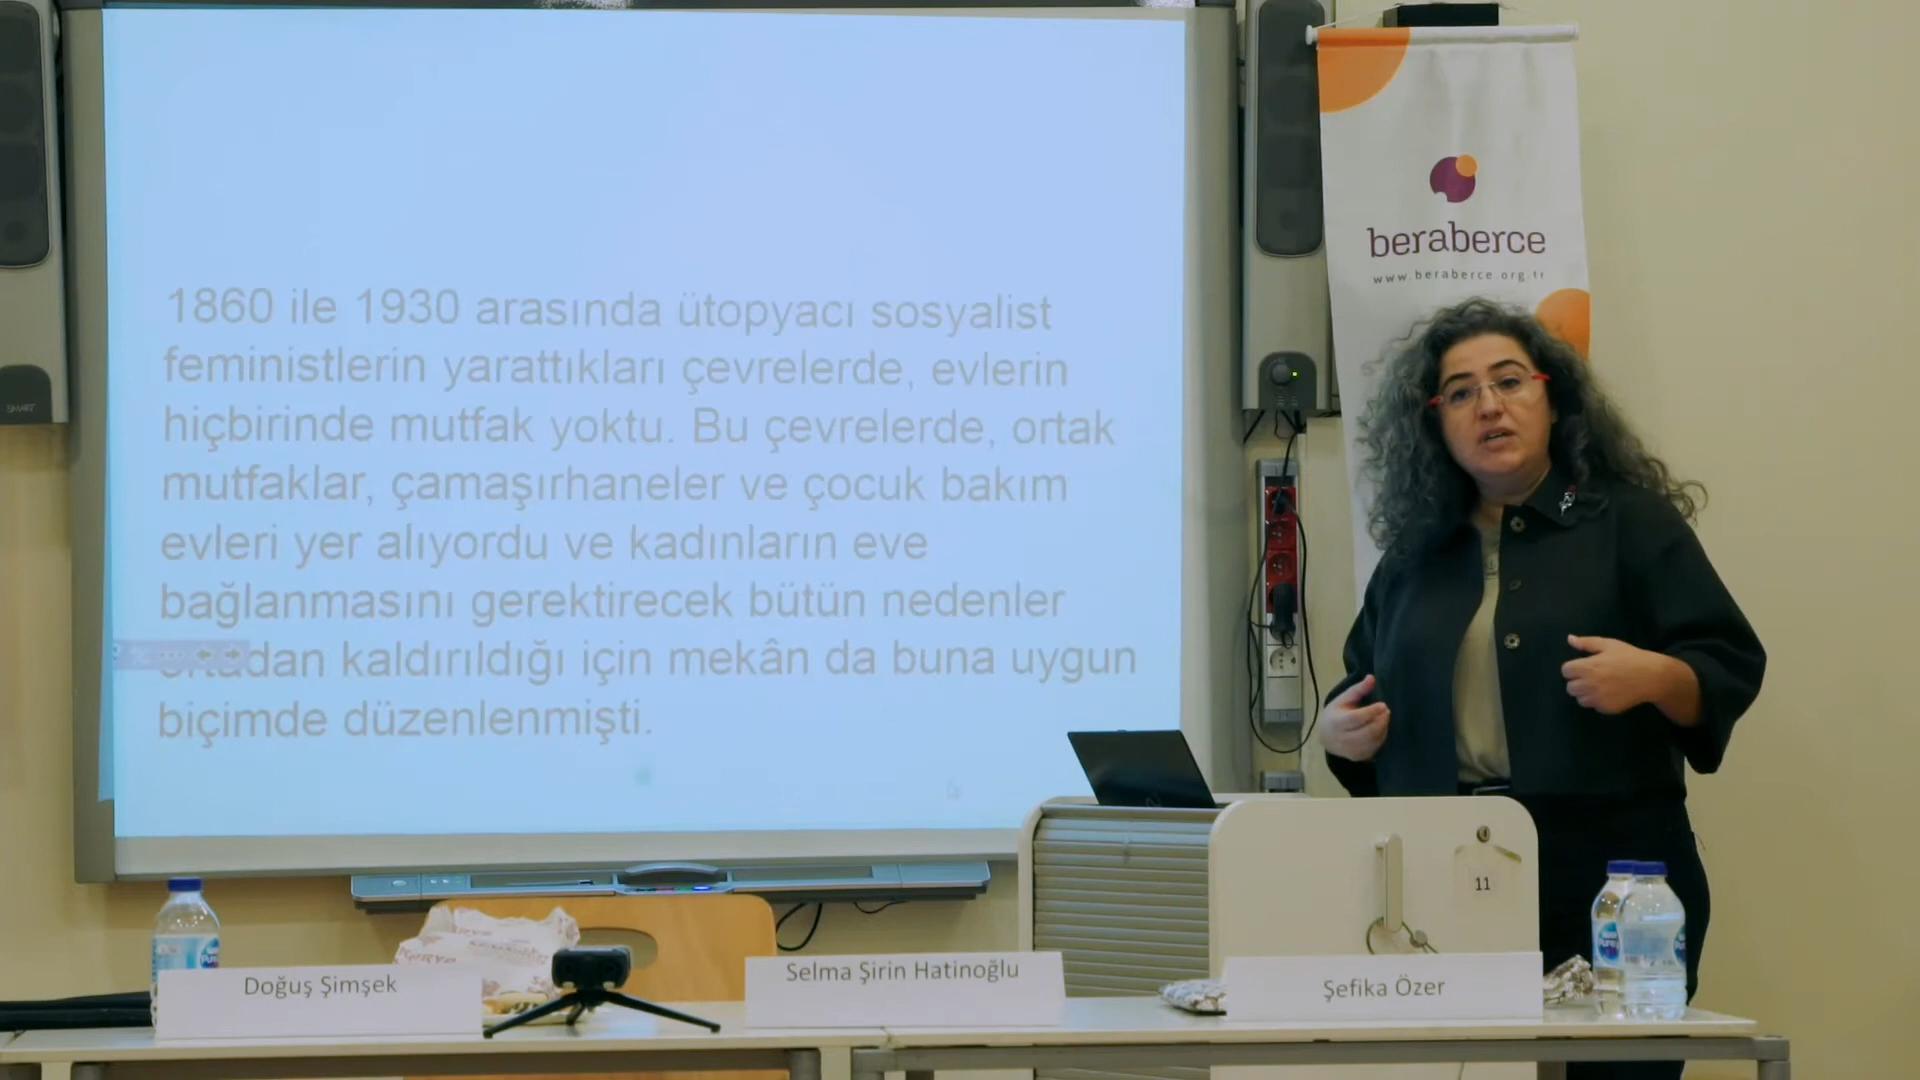 1860 ile 1930 arasında ütopyacı sosyalist
feministlerin yarattıkları çevrelerde, evlerin
hiçbirinde mutfak yoktu. Bu çevrelerde, ortak
mutfaklar, çamaşırhaneler ve çocuk bakım
evleri yer alıyordu ve kadınların eve
bağlanmasını gerektirecek bütün nedenler
ortadan kaldırıldığı için mekân da buna uygun
biçimde düzenlenmişti.
beraberce
www.beraberce.org.tr
SMART
11
Doğuş Şimşek
Selma Şirin Hatinoğlu
Şefika Özer